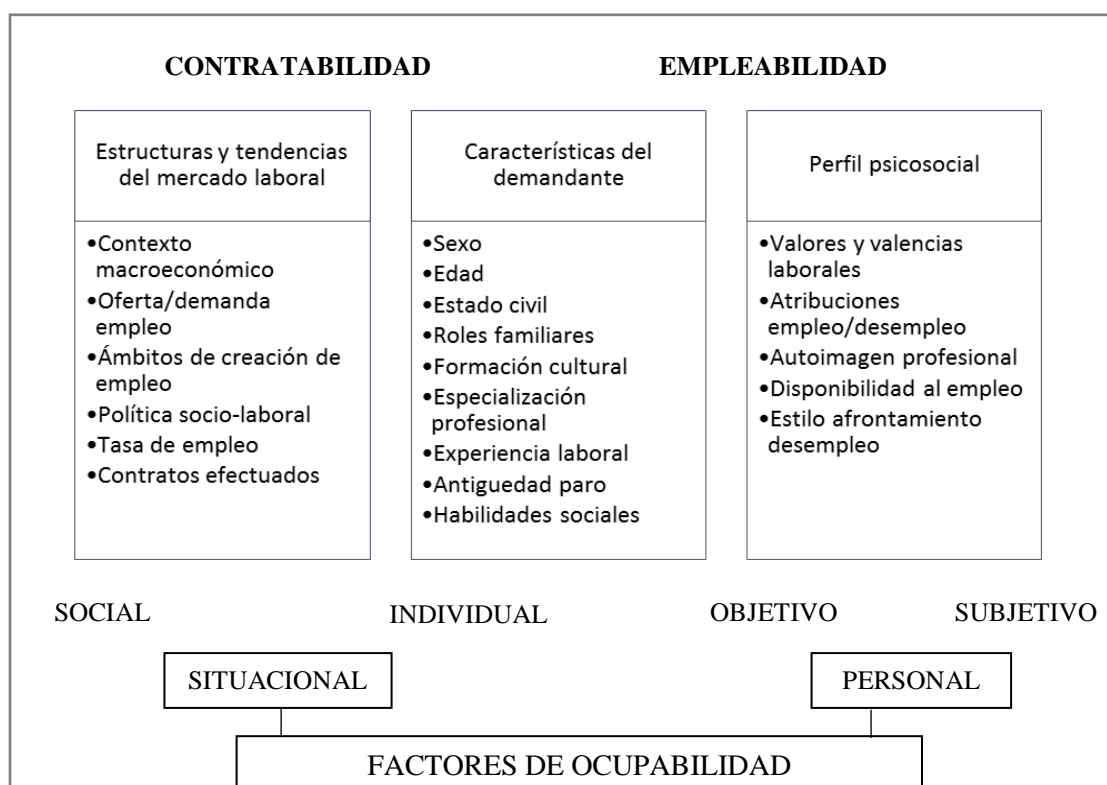 CONTRATABILIDAD EMPLEABILIDAD
Estructuras y tendencias
del mercado laboral
•Contexto
macroeconómico
•Oferta/demanda
empleo
•Ámbitos de creación de
empleo
•Política socio-laboral
•Tasa de empleo
•Contratos efectuados
Características del
demandante
•Sexo
•Edad
•Estado civil
•Roles familiares
•Formación cultural
•Especialización
profesional
•Experiencia laboral
•Antiguedad paro
•Habilidades sociales
Perfil psicosocial
•Valores y valencias
laborales
•Atribuciones
empleo/desempleo
•Autoimagen profesional
•Disponibilidad al empleo
•Estilo afrontamiento
desempleo
SOCIAL INDIVIDUAL OBJETIVO SUBJETIVO
SITUACIONAL PERSONAL
FACTORES DE OCUPABILIDAD